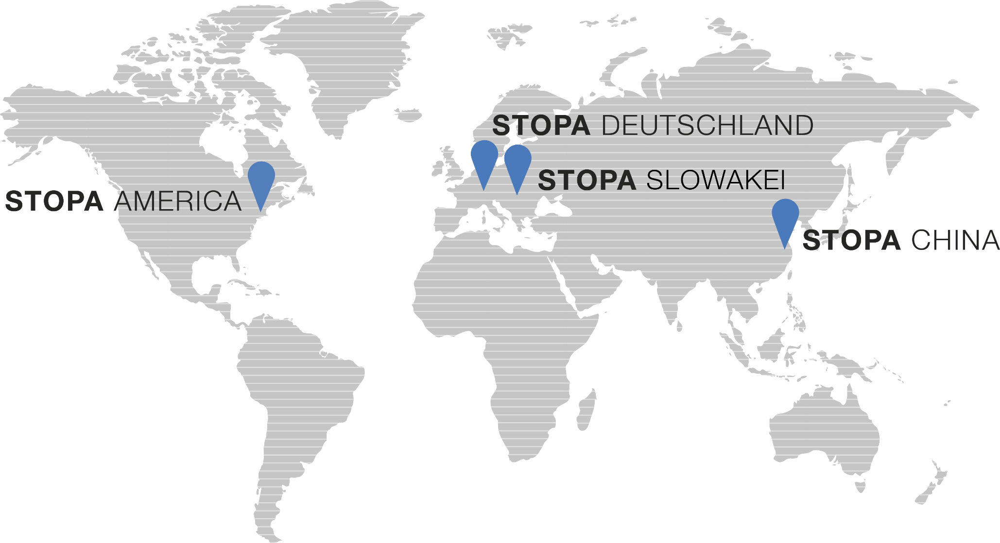 STOPA DEUTSCHLAND
STOPA SLOWAKEI
STOPA AMERICA
STOPA CHINA